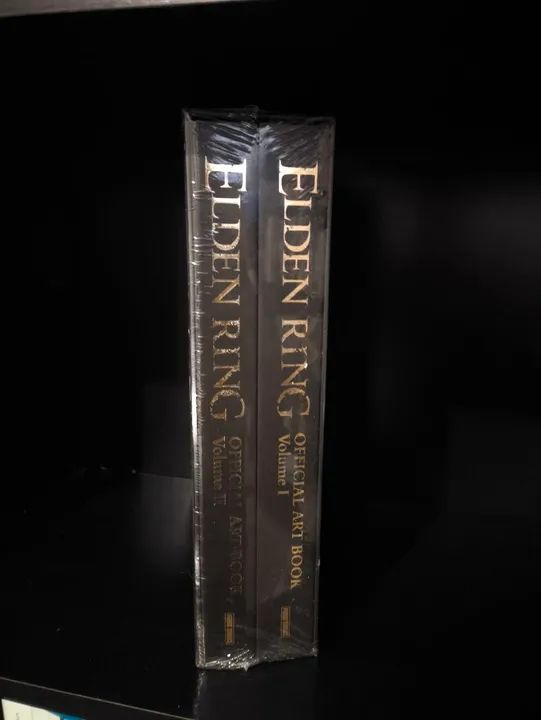 ELDEN RING
OFFICIAL ART BOOK
Volume II
ELDEN RING
OFFICIAL ART BOOK
Volume I